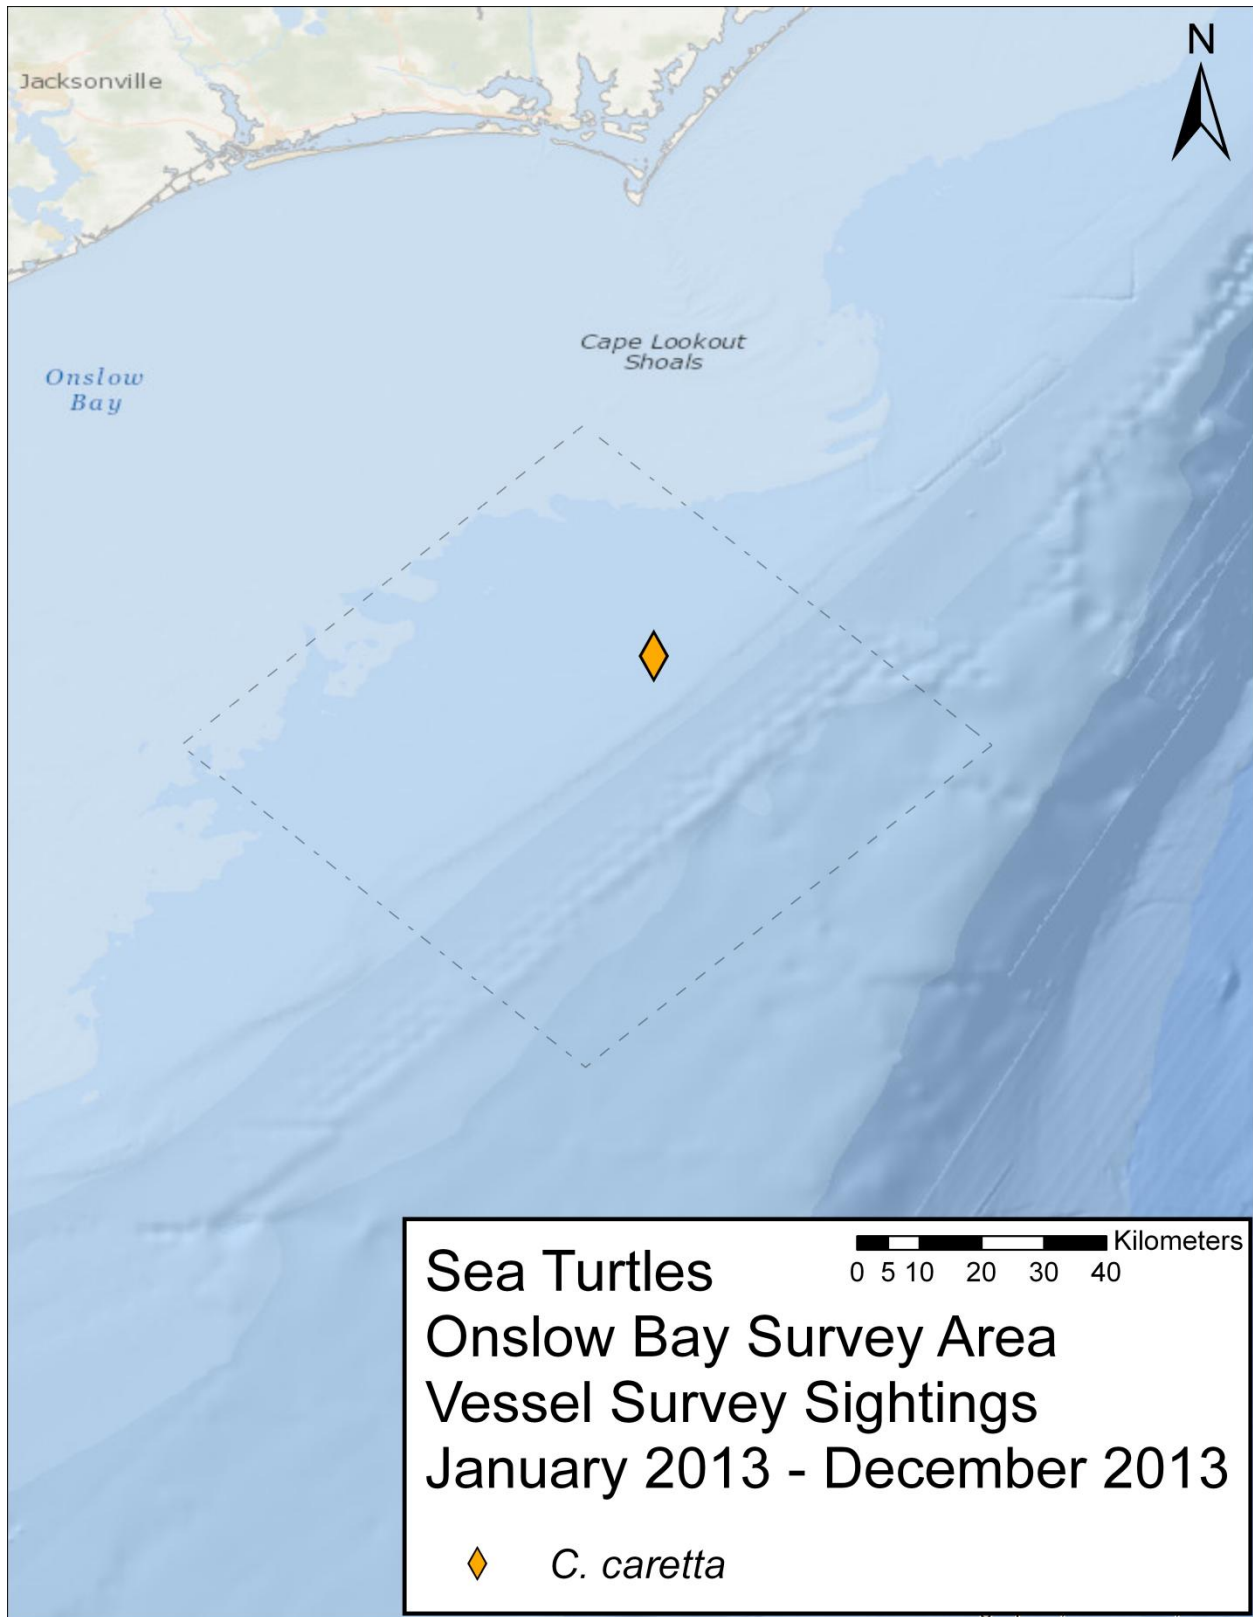 N
Jacksonville
Cape Lookout
Shoals
Onslow
Bay
Kilometers
0 5 10 20 30 40
Sea Turtles
Onslow Bay Survey Area
Vessel Survey Sightings
January 2013 - December 2013
C. caretta